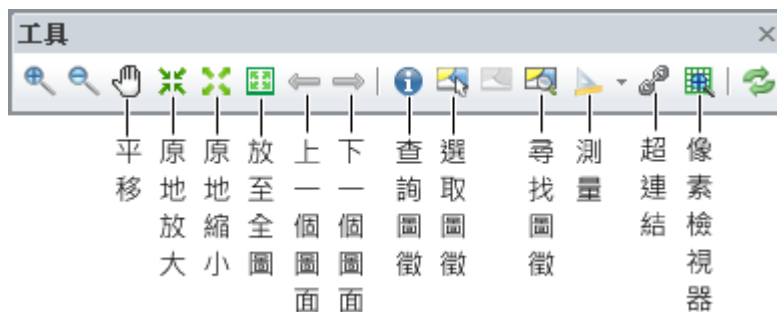 工具
平移
原地放大
原地縮小
放至全圖
上一個圖面
下一個圖面
查詢圖徵
選取圖徵
尋找圖徵
測量
超連結
像素檢視器